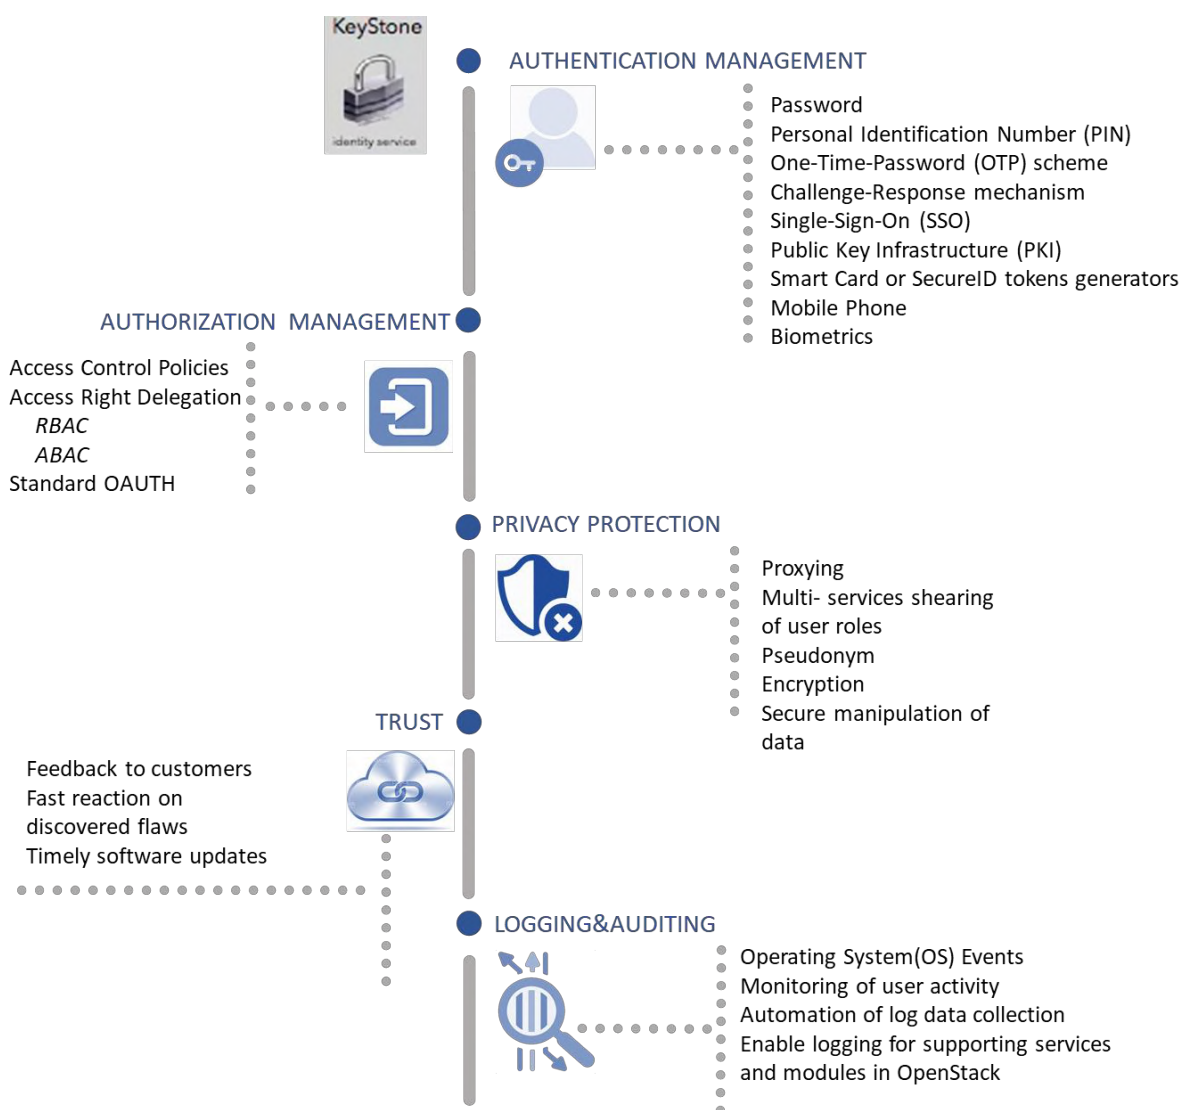 KeyStone
identity service
AUTHENTICATION MANAGEMENT
Password
Personal Identification Number (PIN)
One-Time-Password (OTP) scheme
Challenge-Response mechanism
Single-Sign-On (SSO)
Public Key Infrastructure (PKI)
Smart Card or SecureID tokens generators
Mobile Phone
Biometrics
AUTHORIZATION MANAGEMENT
Access Control Policies
Access Right Delegation
RBAC
ABAC
Standard OAUTH
PRIVACY PROTECTION
Proxying
Multi- services shearing
of user roles
Pseudonym
Encryption
Secure manipulation of
data
TRUST
Feedback to customers
Fast reaction on
discovered flaws
Timely software updates
LOGGING&AUDITING
Operating System(OS) Events
Monitoring of user activity
Automation of log data collection
Enable logging for supporting services
and modules in OpenStack